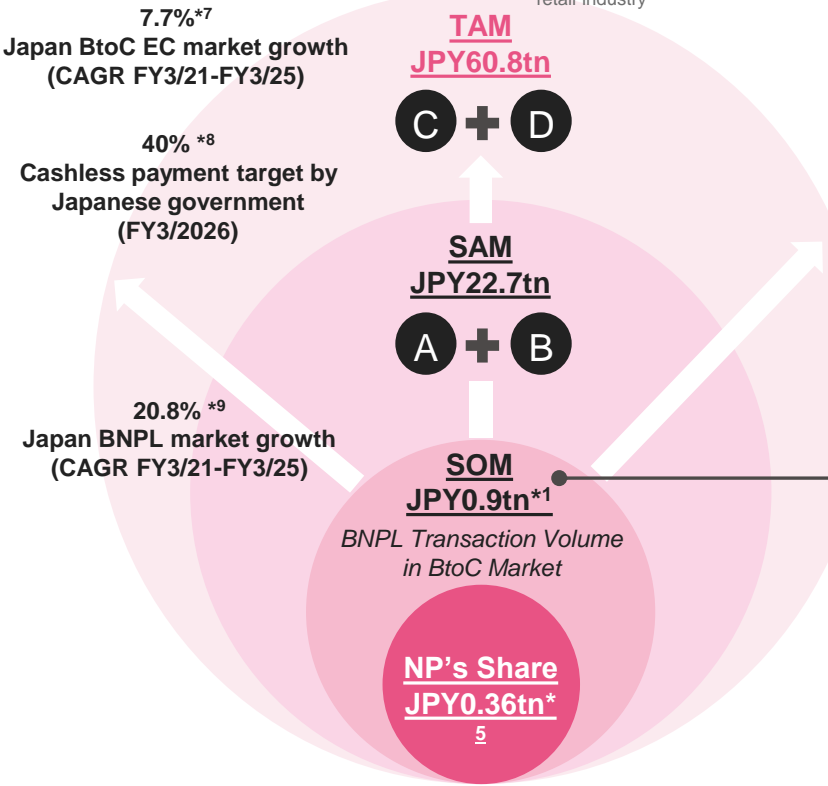 retail industry
7.7%*7
Japan BtoC EC market growth
(CAGR FY3/21-FY3/25)
TAM
JPY60.8tn
C + D
40% *8
Cashless payment target by
Japanese government
(FY3/2026)
SAM
JPY22.7tn
A + B
20.8% *9
Japan BNPL market growth
(CAGR FY3/21-FY3/25)
SOM
JPY0.9tn*1
BNPL Transaction Volume
in BtoC Market
NP's Share
JPY0.36tn*
5